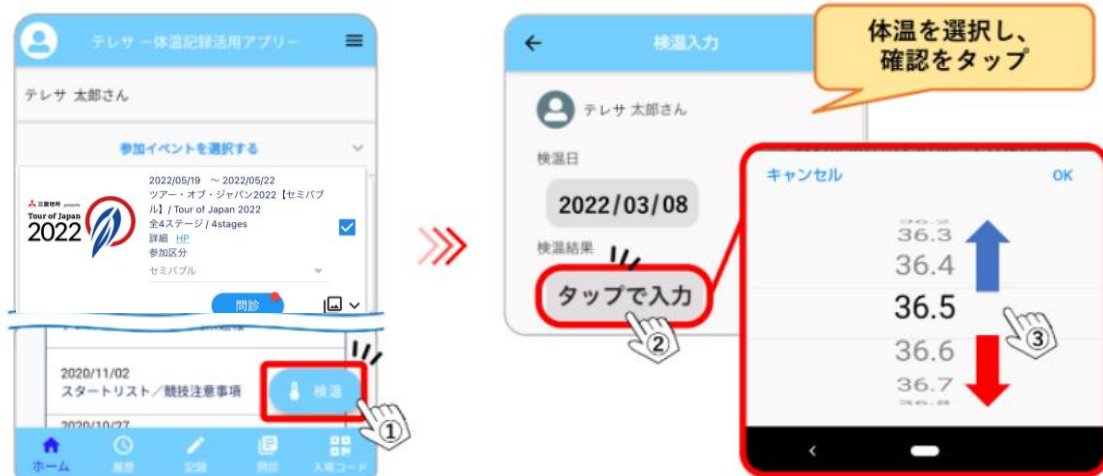 テレサ −体温記録活用アプリ−
テレサ 太郎さん
参加イベントを選択する
三菱地所 presents
Tour of Japan
2022
2022/05/19 〜 2022/05/22
ツアー・オブ・ジャパン2022【セミバブ
ル】/ Tour of Japan 2022
全4ステージ / 4stages
詳細 HP
参加区分
セミバブル
問診
2020/11/02
スタートリスト／競技注意事項
検温
①
2020/10/27
ホーム
履歴
記録
問診
入場コード
検温入力
体温を選択し、
確認をタップ
テレサ 太郎さん
検温日
2022/03/08
検温結果
タップで入力
②
キャンセル
OK
36.2
36.3
36.4
36.5
36.6
36.7
36.8
③